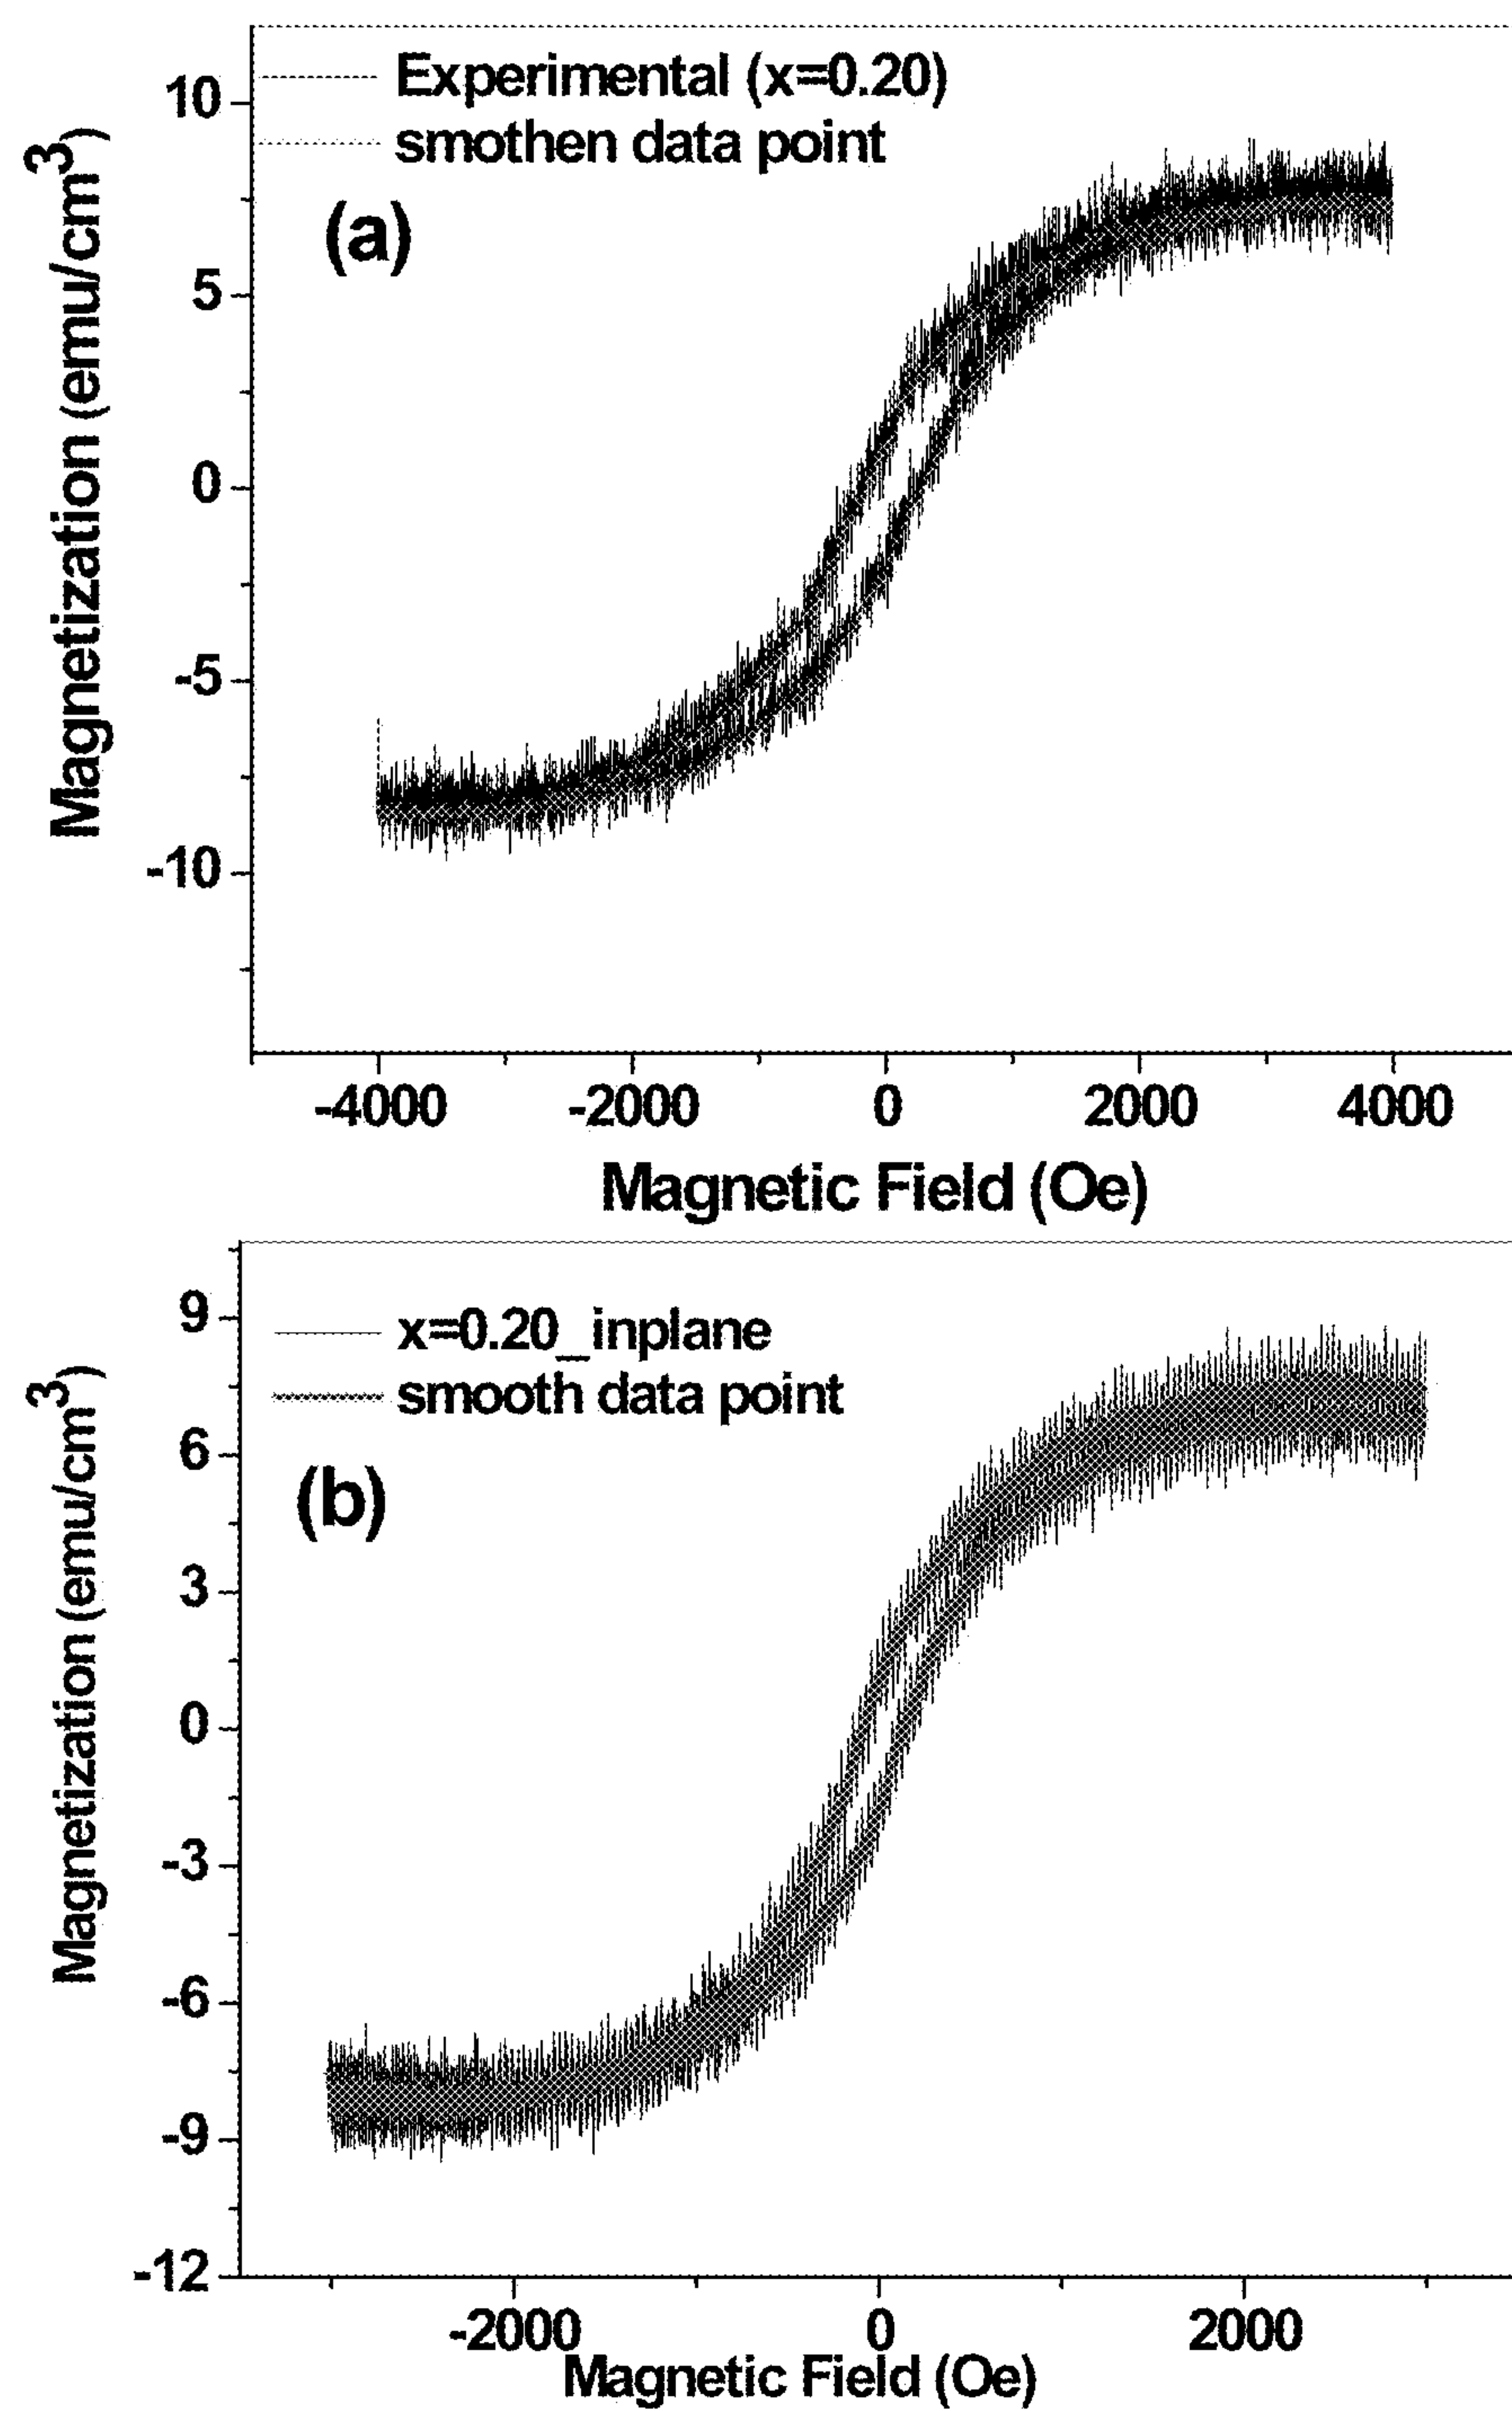 Experimental (x=0.20)
smothen data point
(a)
Magnetization (emu/cm³)
10
5
0
-5
-10
-4000 -2000 0 2000 4000
Magnetic Field (Oe)
x=0.20_inplane
smooth data point
(b)
Magnetization (emu/cm³)
9
6
3
0
-3
-6
-9
-12
-2000 0 2000
Magnetic Field (Oe)